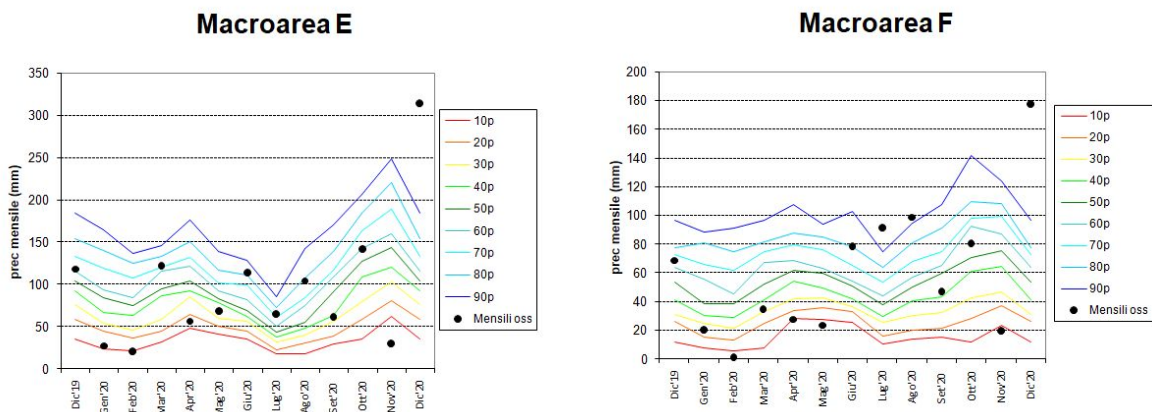 Macroarea E
prec mensile (mm)
350
300
250
200
150
100
50
0
Dic'19
Gen'20
Feb'20
Mar'20
Apr'20
Mag'20
Giu'20
Lug'20
Ago'20
Set'20
Ott'20
Nov'20
Dic'20
10p
20p
30p
40p
50p
60p
70p
80p
90p
Mensili oss
Macroarea F
prec mensile (mm)
200
180
160
140
120
100
80
60
40
20
0
Dic'19
Gen'20
Feb'20
Mar'20
Apr'20
Mag'20
Giu'20
Lug'20
Ago'20
Set'20
Ott'20
Nov'20
Dic'20
10p
20p
30p
40p
50p
60p
70p
80p
90p
Mensili oss